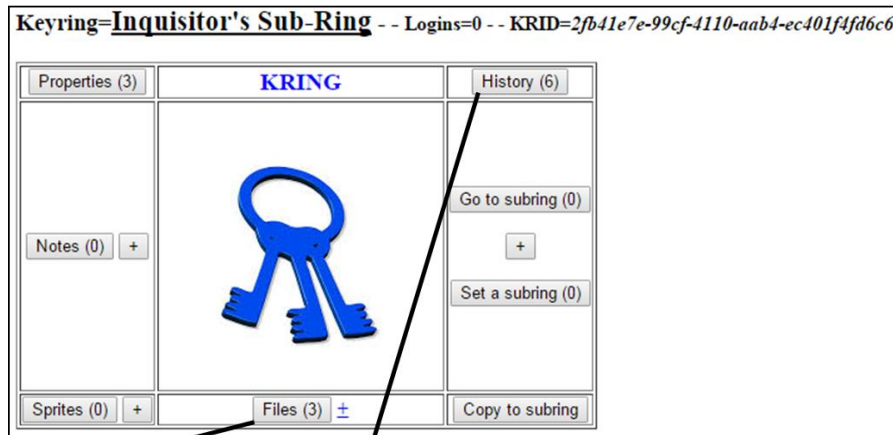 Keyring=Inquisitor's Sub-Ring - - Logins=0 - - KRID=2fb41e7e-99cf-4110-aab4-ec401f4fd6c6
Properties (3) KRING History (6)
Go to subring (0)
Notes (0) + +
Set a subring (0)
Sprites (0) + Files (3) ± Copy to subring